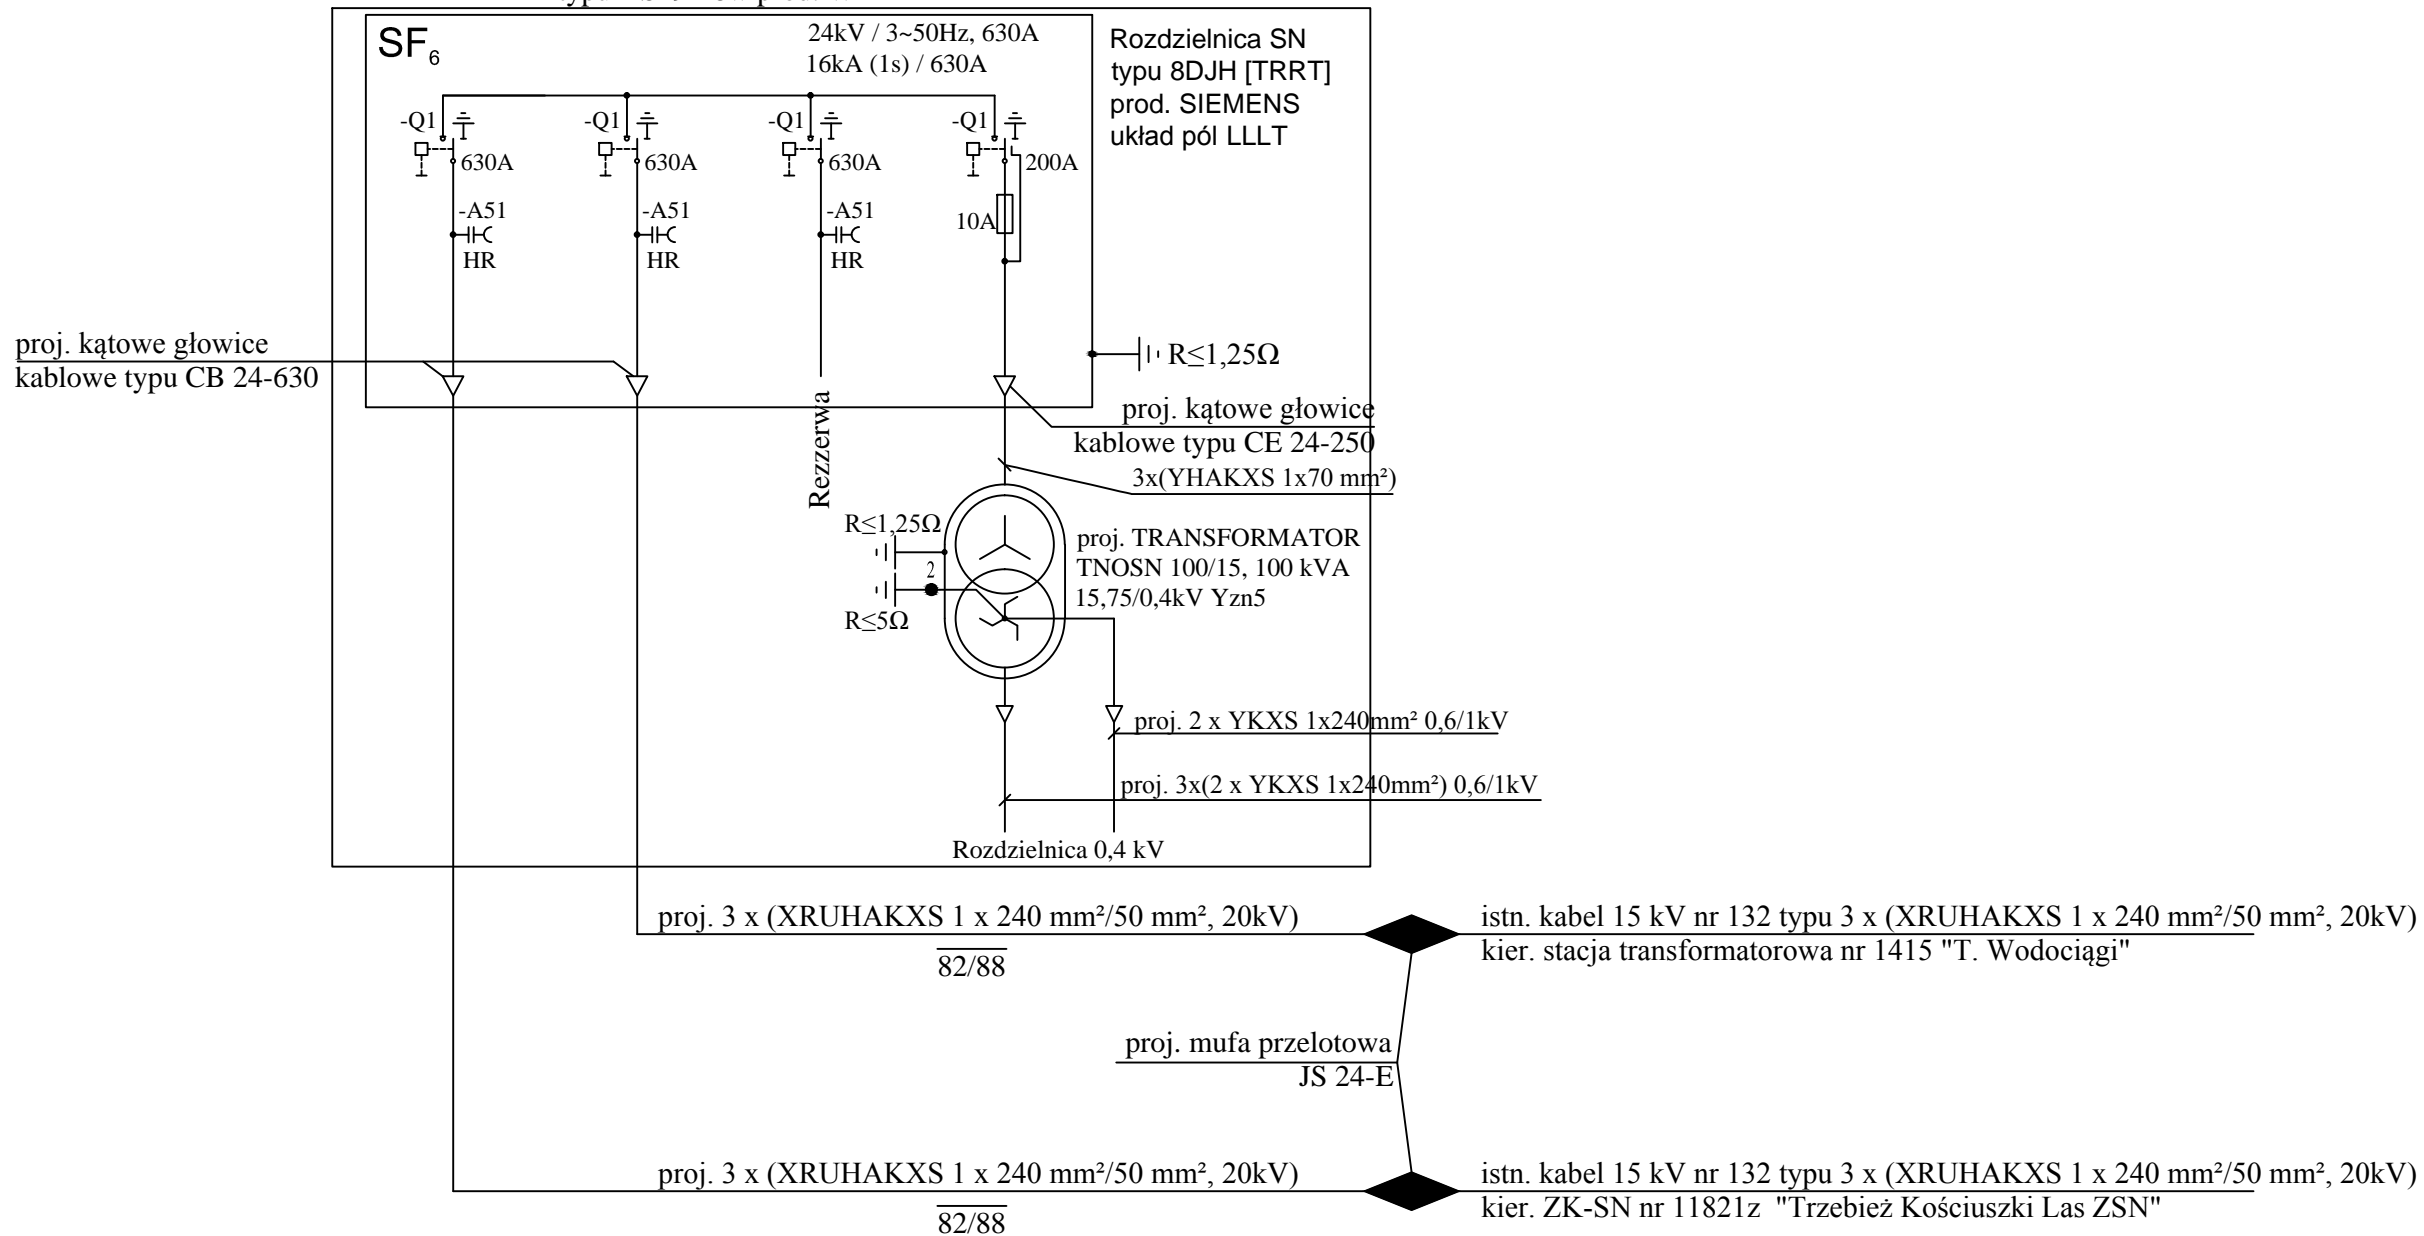 SF6
24kV / 3~50Hz, 630A
16kA (1s) / 630A
Rozdzielnica SN
typu 8DJH [TRRT]
prod. SIEMENS
układ pól LLLT
-Q1
630A
-A51
HR
-Q1
630A
-A51
HR
-Q1
630A
-A51
HR
-Q1
200A
10A
proj. kątowe głowice
kablowe typu CB 24-630
R≤1,25Ω
Rezzerwa
proj. kątowe głowice
kablowe typu CE 24-250
3x(YHAKXS 1x70 mm²)
R≤1,25Ω
2
R≤5Ω
proj. TRANSFORMATOR
TNOSN 100/15, 100 kVA
15,75/0,4kV Yzn5
proj. 2 x YKXS 1x240mm² 0,6/1kV
proj. 3x(2 x YKXS 1x240mm²) 0,6/1kV
Rozdzielnica 0,4 kV
proj. 3 x (XRUHAKXS 1 x 240 mm²/50 mm², 20kV)
82/88
istn. kabel 15 kV nr 132 typu 3 x (XRUHAKXS 1 x 240 mm²/50 mm², 20kV)
kier. stacja transformatorowa nr 1415 "T. Wodociągi"
proj. mufa przelotowa
JS 24-E
proj. 3 x (XRUHAKXS 1 x 240 mm²/50 mm², 20kV)
82/88
istn. kabel 15 kV nr 132 typu 3 x (XRUHAKXS 1 x 240 mm²/50 mm², 20kV)
kier. ZK-SN nr 11821z "Trzebież Kościuszki Las ZSN"